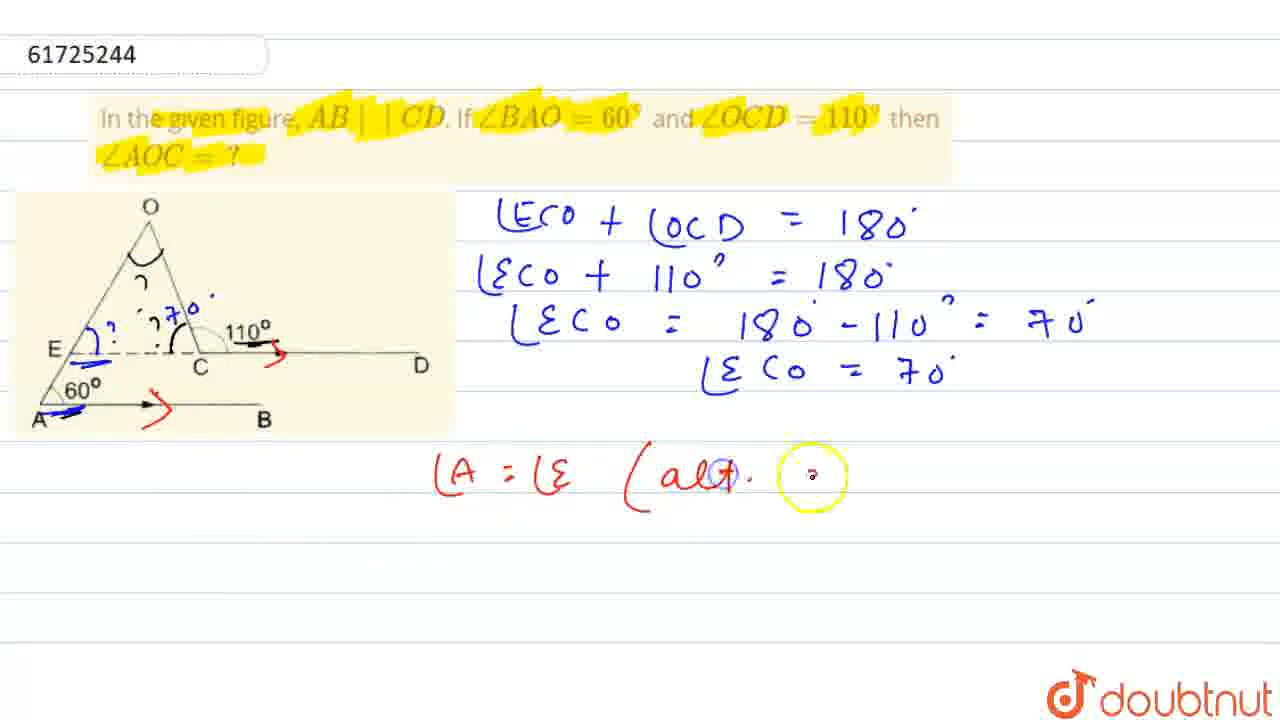 61725244
In the given figure, AB || CD. If ∠BAO = 60° and ∠OCD = 110° then
∠AOC = ?
O
?
E ? ? 70° 110°
C D
A 60° B
∠ECO + ∠OCD = 180°
∠ECO + 110° = 180°
∠ECO = 180° - 110° = 70°
∠ECO = 70°
∠A = ∠E (alt.
doubtnut